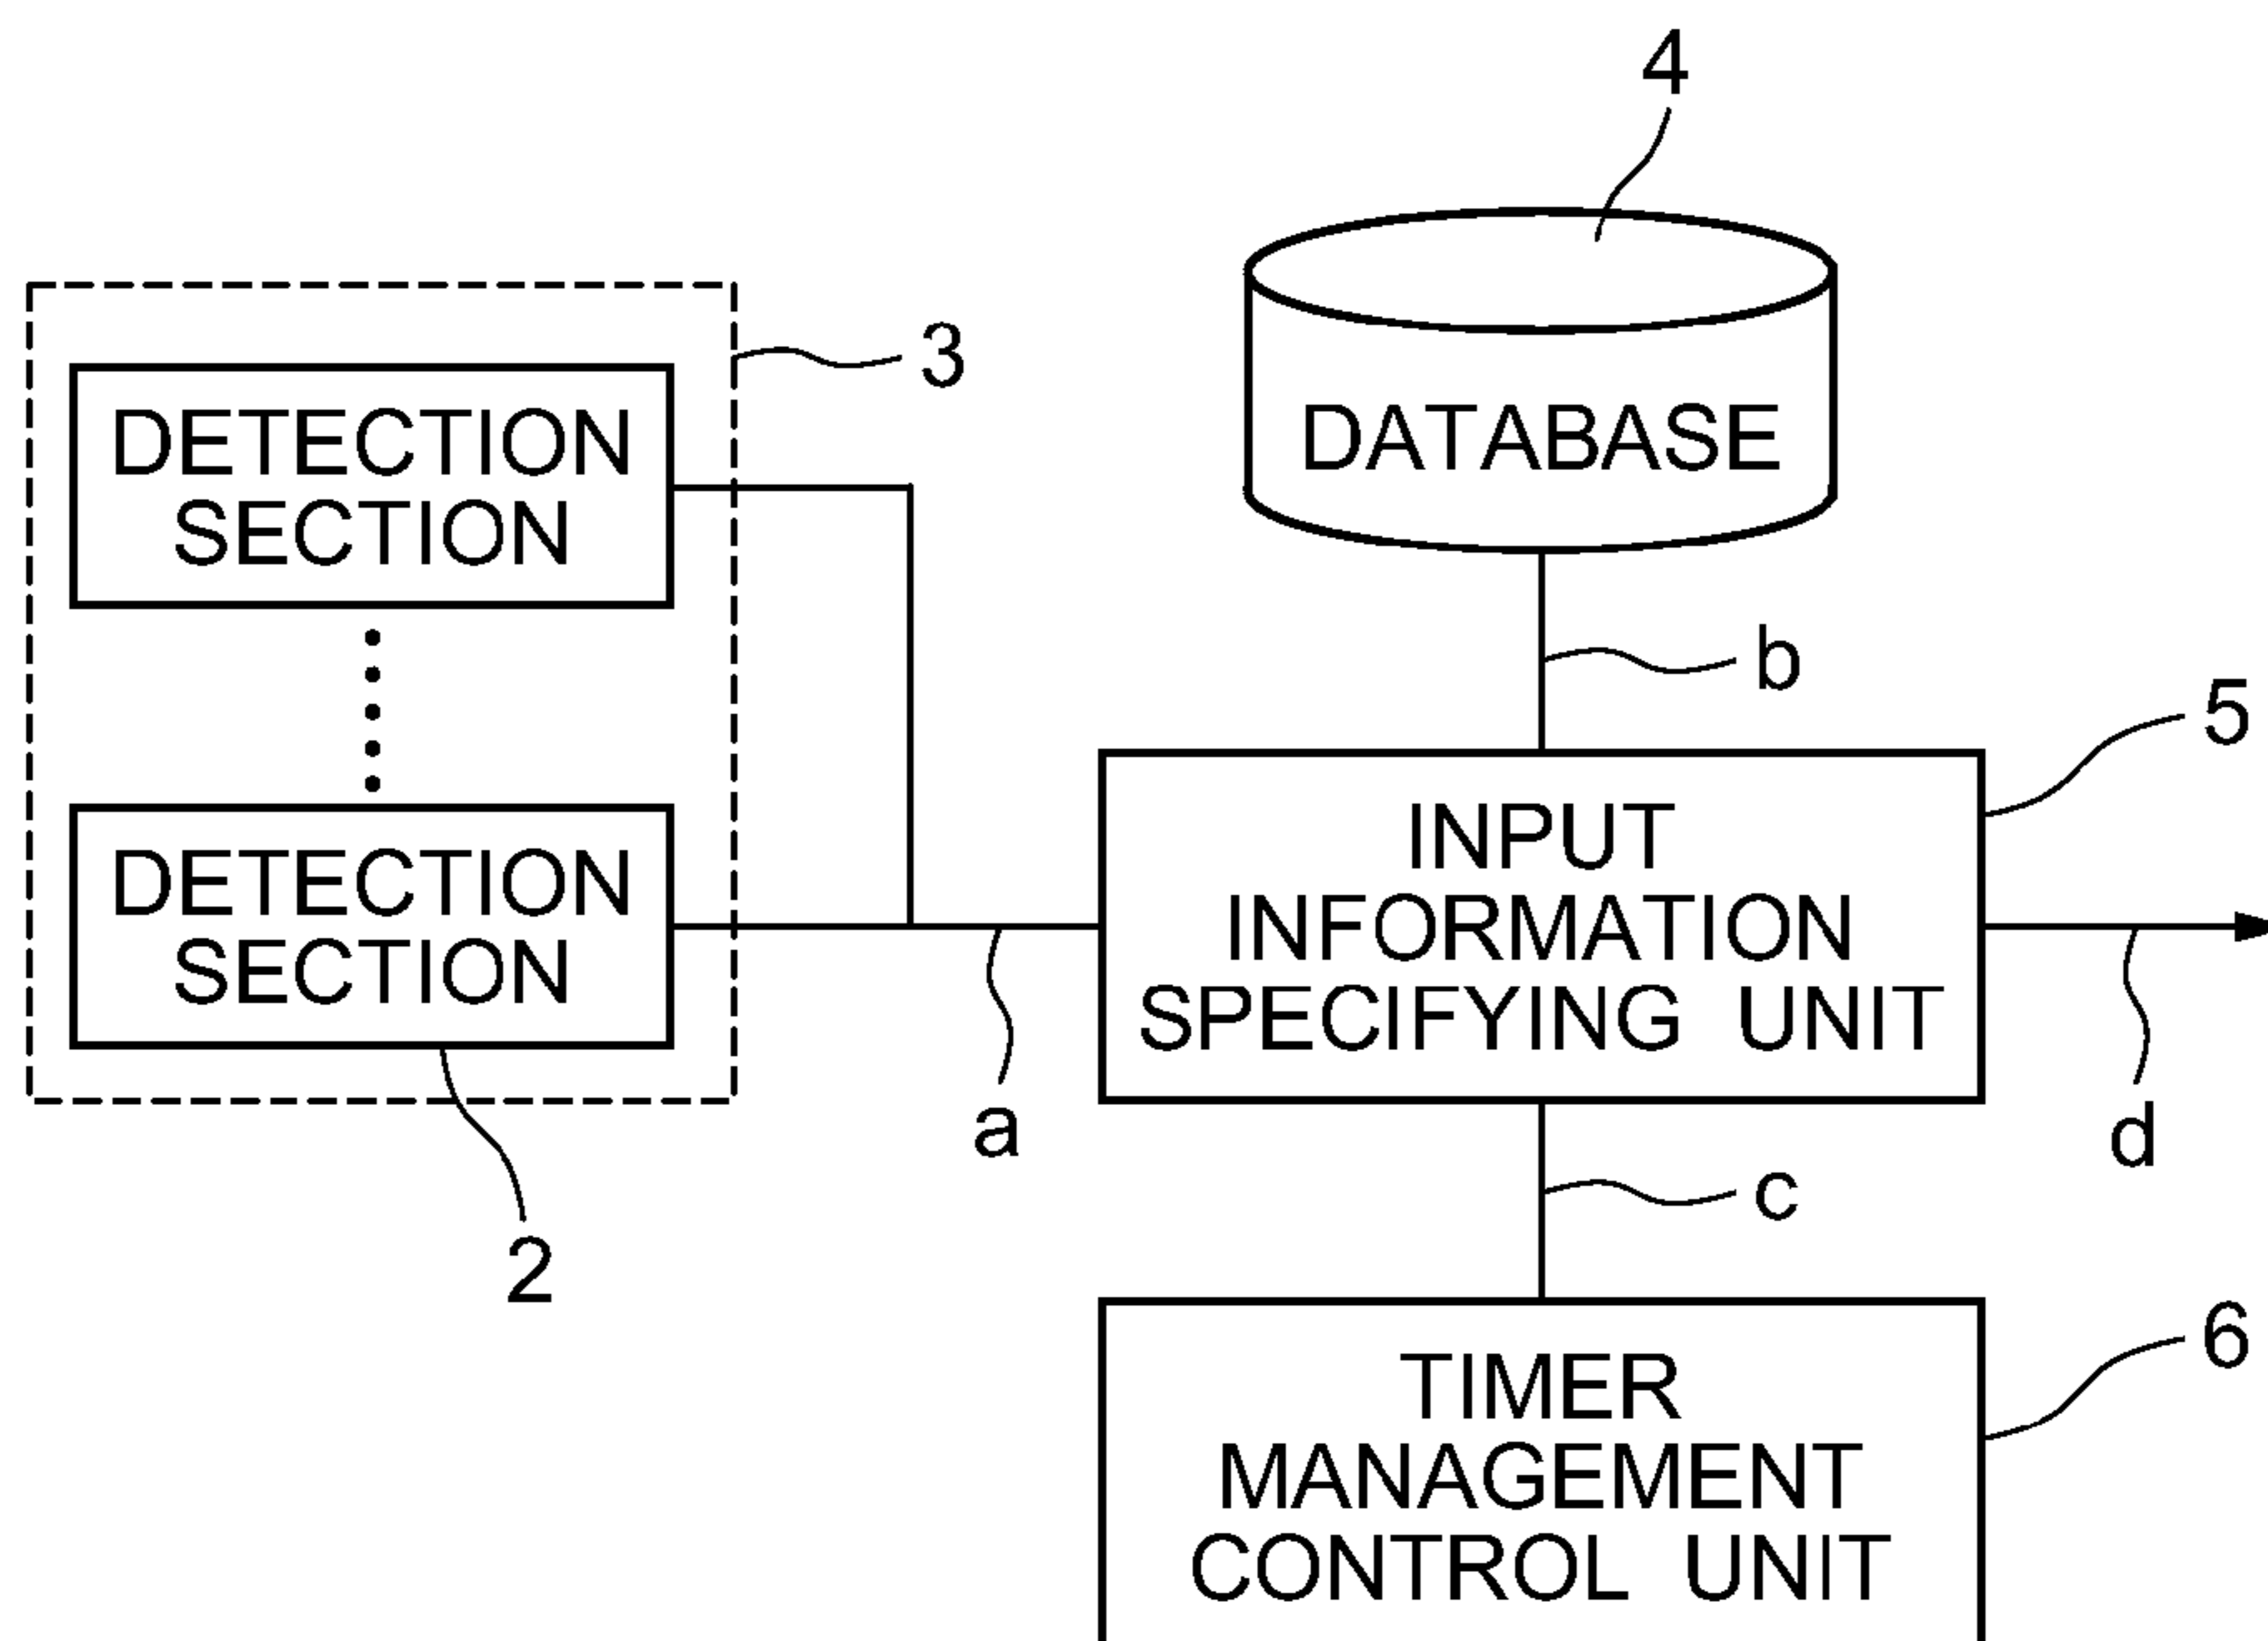 4
3
DETECTION
SECTION
DATABASE
b
5
DETECTION
SECTION
INPUT
INFORMATION
SPECIFYING UNIT
a
d
c
2
6
TIMER
MANAGEMENT
CONTROL UNIT